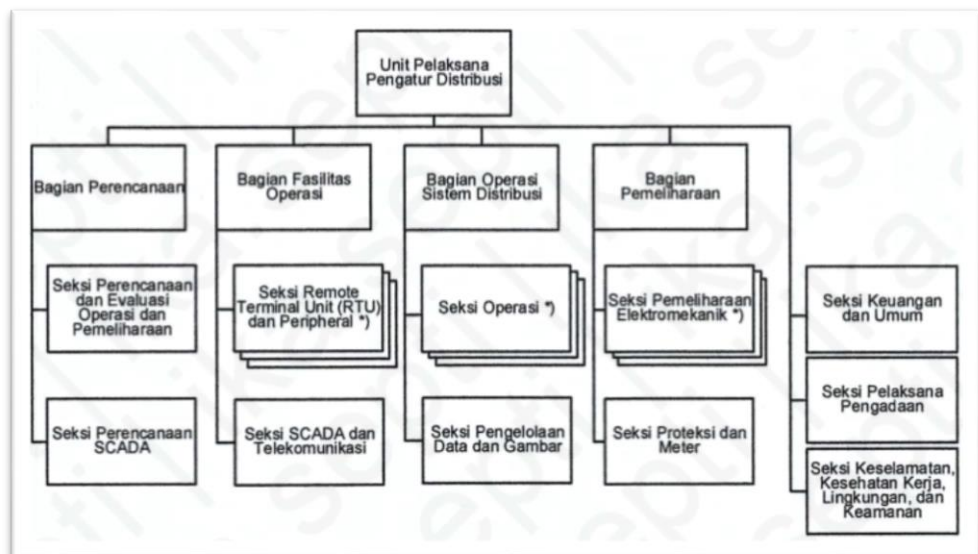 Unit Pelaksana
Pengatur Distribusi
Bagian Perencanaan
Bagian Fasilitas
Operasi
Bagian Operasi
Sistem Distribusi
Bagian
Pemeliharaan
Seksi Perencanaan
dan Evaluasi
Operasi dan
Pemeliharaan
Seksi Remote
Terminal Unit (RTU)
dan Peripheral *)
Seksi Operasi *)
Seksi Pemeliharaan
Elektromekanik *)
Seksi Keuangan
dan Umum
Seksi Pelaksana
Pengadaan
Seksi Perencanaan
SCADA
Seksi SCADA dan
Telekomunikasi
Seksi Pengelolaan
Data dan Gambar
Seksi Proteksi dan
Meter
Seksi Keselamatan,
Kesehatan Kerja,
Lingkungan, dan
Keamanan